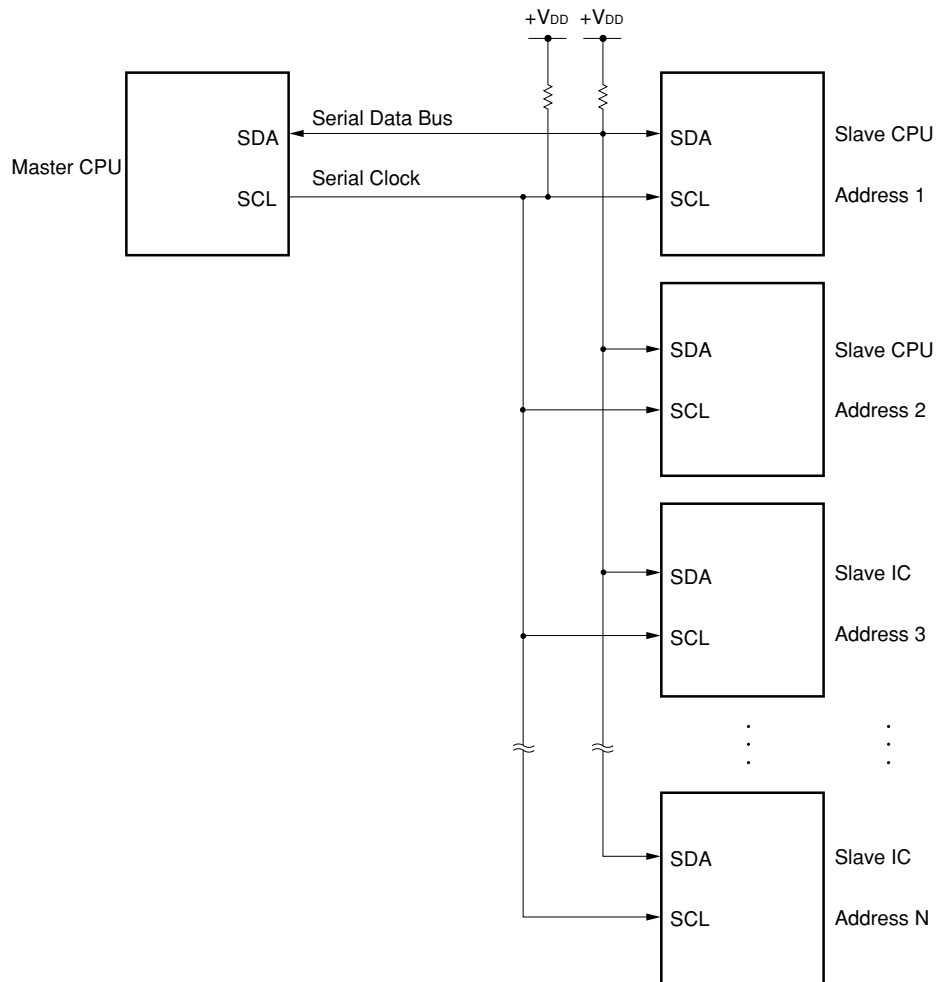 +VDD +VDD
Master CPU
SDA
SCL
Serial Data Bus
Serial Clock
SDA
SCL
Slave CPU
Address 1
SDA
SCL
Slave CPU
Address 2
SDA
SCL
Slave IC
Address 3
SDA
SCL
Slave IC
Address N